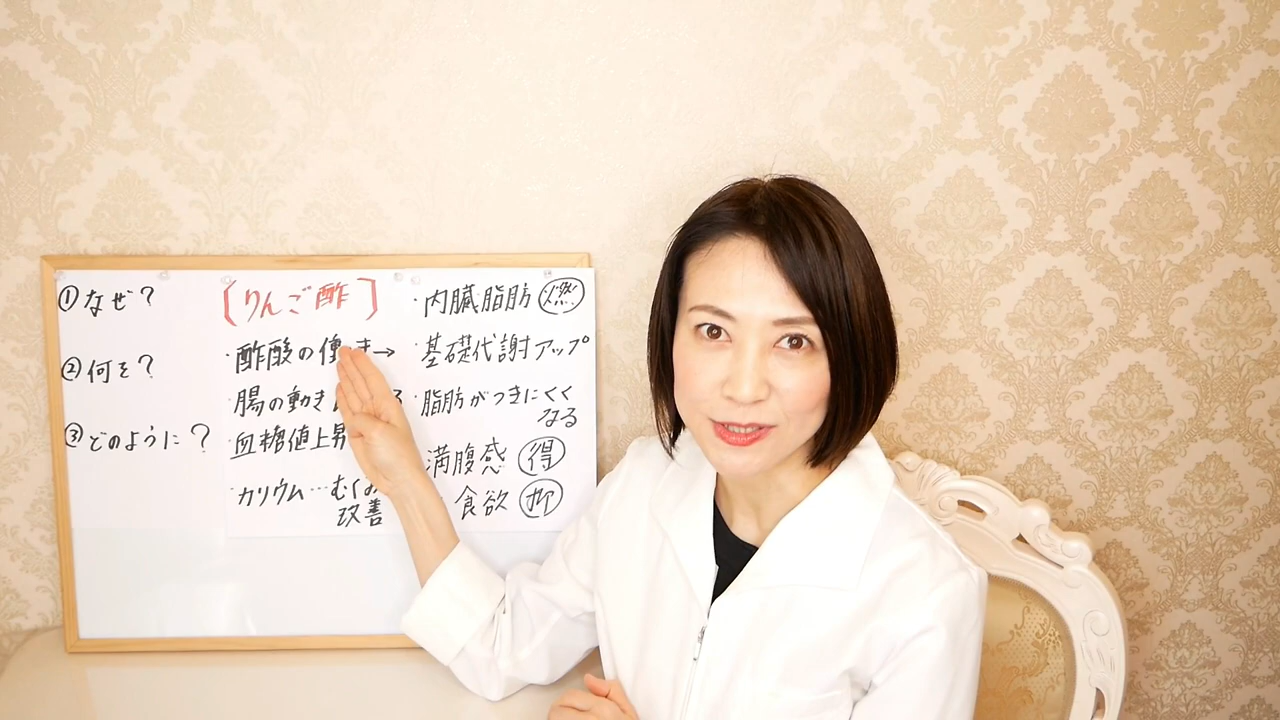 ①なぜ？
②何を？
③どのように？
［りんご酢］
・酢酸の働き→
・腸の動き
血糖値上昇
・カリウム…むくみ
改善
・内臓脂肪 燃
・基礎代謝アップ
・脂肪がつきにくく
なる
満腹感 得
食欲 抑